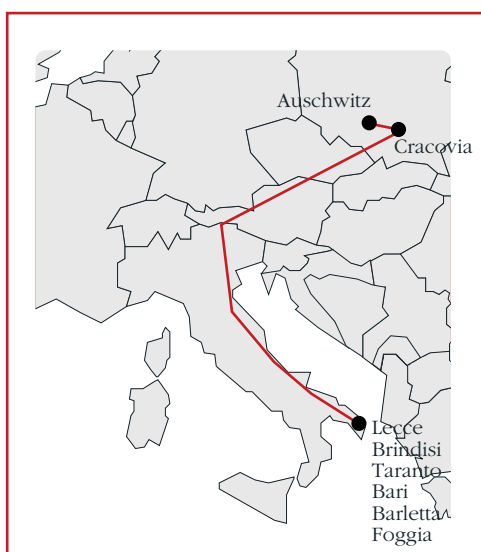 Auschwitz
Cracovia
Lecce
Brindisi
Taranto
Bari
Barletta
Foggia